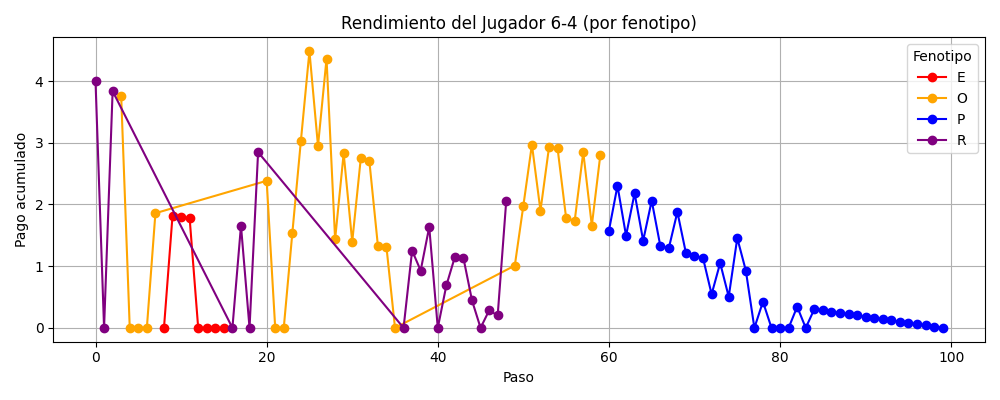 Rendimiento del Jugador 6-4 (por fenotipo)
Pago acumulado
4
3
2
1
0
Fenotipo
E
O
P
R
0 20 40 60 80 100
Paso